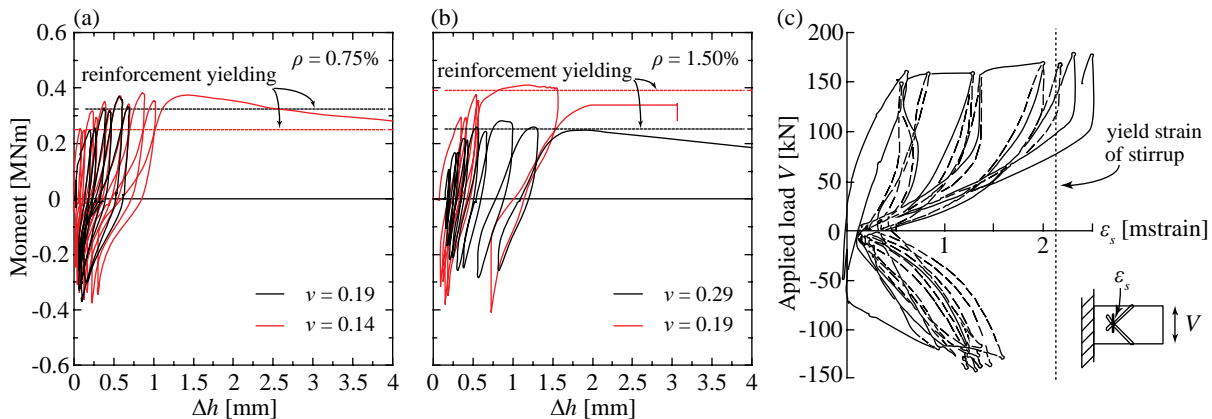 (a)
0.6
0.4
0.2
0
-0.2
-0.4
-0.6
Moment [MNm]
ρ = 0.75%
reinforcement yielding
ν = 0.19
ν = 0.14
0 0.5 1 1.5 2 2.5 3 3.5 4
Δh [mm]
(b)
ρ = 1.50%
reinforcement yielding
ν = 0.29
ν = 0.19
0 0.5 1 1.5 2 2.5 3 3.5 4
Δh [mm]
(c)
200
150
100
50
0
-50
-100
-150
Applied load V [kN]
yield strain
of stirrup
1 2 εs [mstrain]
εs
V